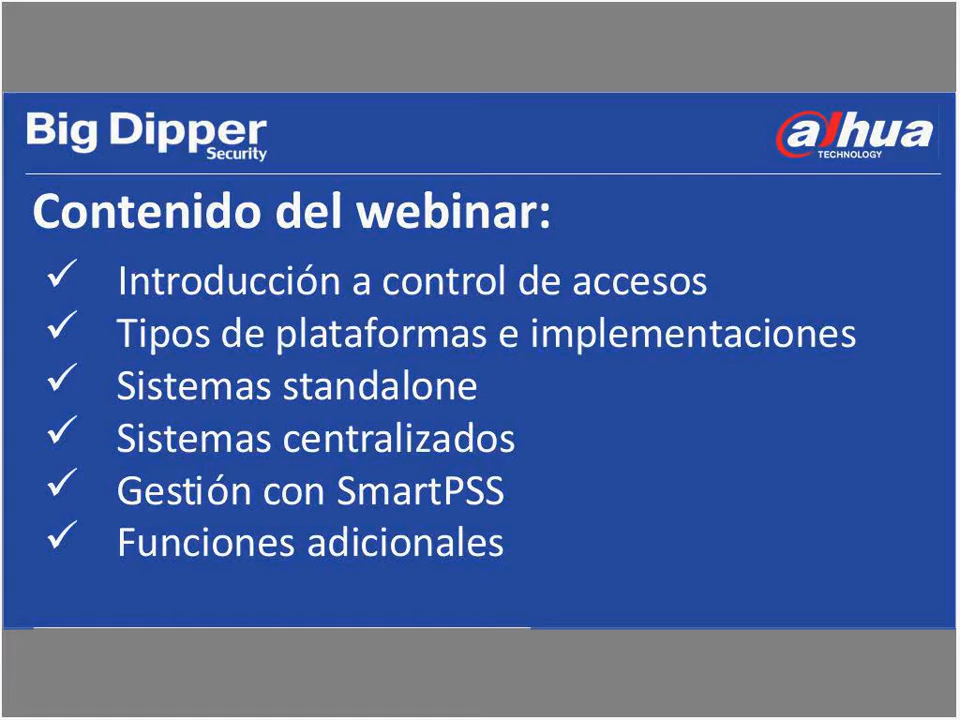 Big Dipper
Security
alhua
TECHNOLOGY
Contenido del webinar:
✓ Introducción a control de accesos
✓ Tipos de plataformas e implementaciones
✓ Sistemas standalone
✓ Sistemas centralizados
✓ Gestión con SmartPSS
✓ Funciones adicionales